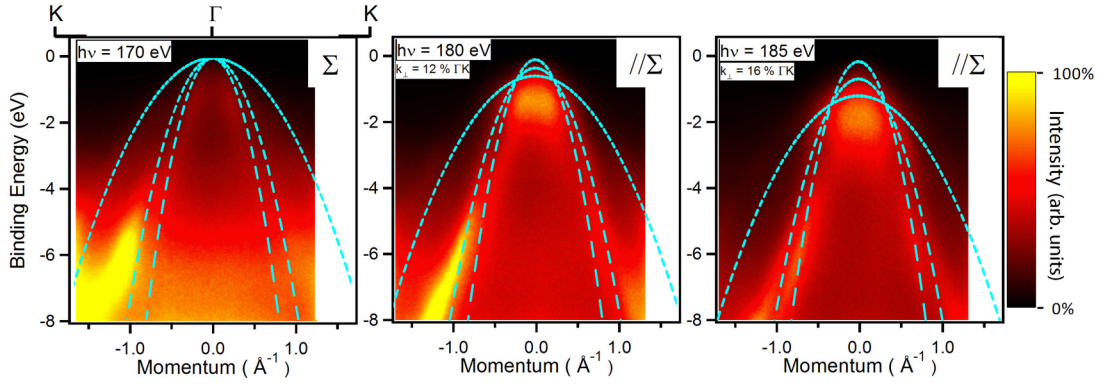 K Γ K
hν = 170 eV
Σ
hν = 180 eV
k⊥ = 12 % ΓK
//Σ
hν = 185 eV
k⊥ = 16 % ΓK
//Σ
100%
0%
Intensity (arb. units)
Binding Energy (eV)
0
-2
-4
-6
-8
0
-2
-4
-6
-8
0
-2
-4
-6
-8
-1.0 0.0 1.0
-1.0 0.0 1.0
-1.0 0.0 1.0
Momentum ( Å⁻¹)
Momentum ( Å⁻¹)
Momentum ( Å⁻¹)